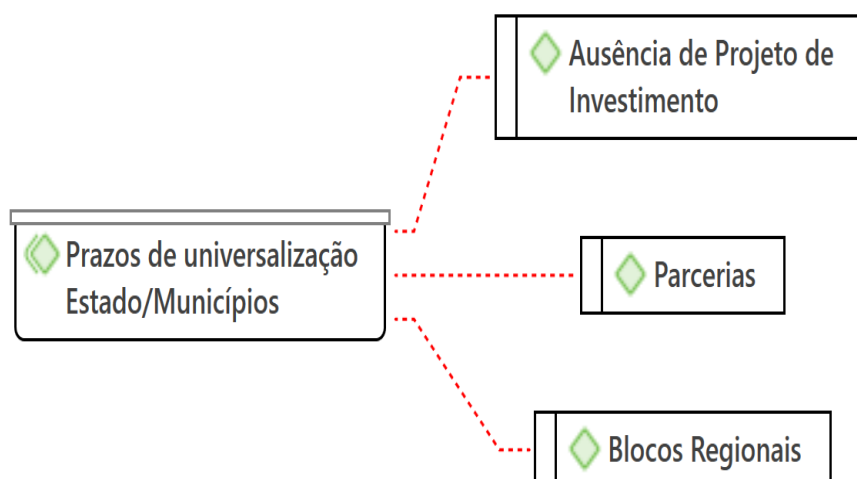 Ausência de Projeto de
Investimento
Prazos de universalização
Estado/Municípios
Parcerias
Blocos Regionais